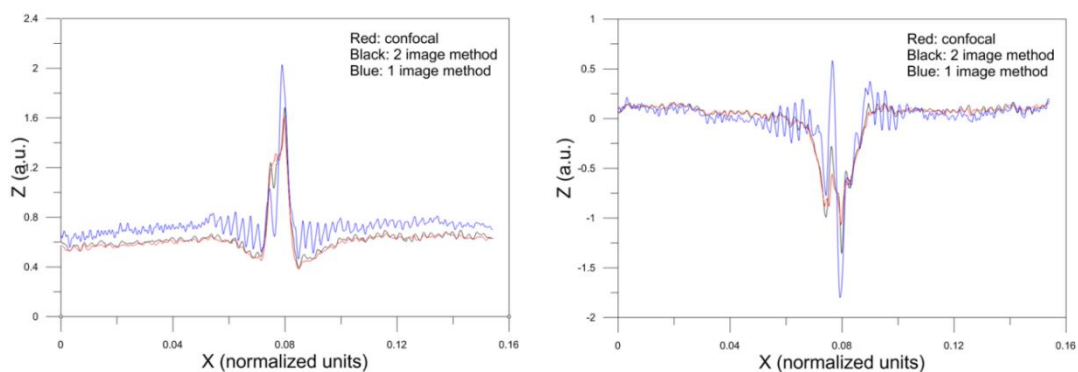 2.4
2
1.6
1.2
0.8
0.4
0
Z (a.u.)
Red: confocal
Black: 2 image method
Blue: 1 image method
0
0.04
0.08
0.12
0.16
X (normalized units)
1
0.5
0
-0.5
-1
-1.5
-2
Z (a.u.)
Red: confocal
Black: 2 image method
Blue: 1 image method
0
0.04
0.08
0.12
0.16
X (normalized units)